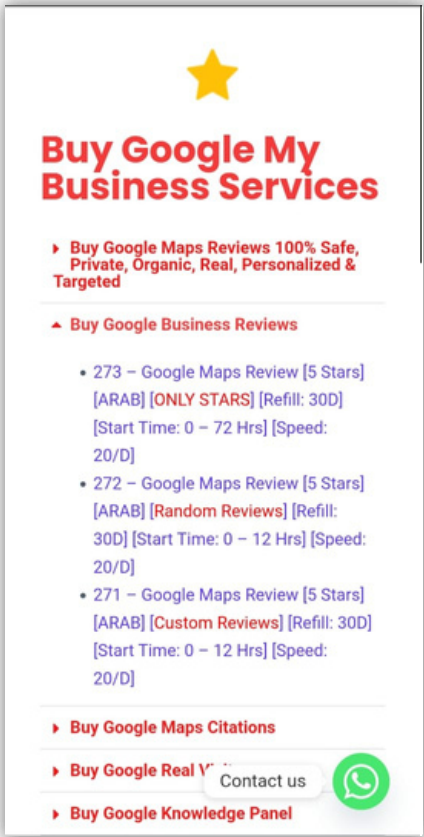 Buy Google My
Business Services
Buy Google Maps Reviews 100% Safe,
Private, Organic, Real, Personalized &
Targeted
Buy Google Business Reviews
273 – Google Maps Review [5 Stars]
[ARAB] [ONLY STARS] [Refill: 30D]
[Start Time: 0 – 72 Hrs] [Speed:
20/D]
272 – Google Maps Review [5 Stars]
[ARAB] [Random Reviews] [Refill:
30D] [Start Time: 0 – 12 Hrs] [Speed:
20/D]
271 – Google Maps Review [5 Stars]
[ARAB] [Custom Reviews] [Refill: 30D]
[Start Time: 0 – 12 Hrs] [Speed:
20/D]
Buy Google Maps Citations
Buy Google Real
Contact us
Buy Google Knowledge Panel